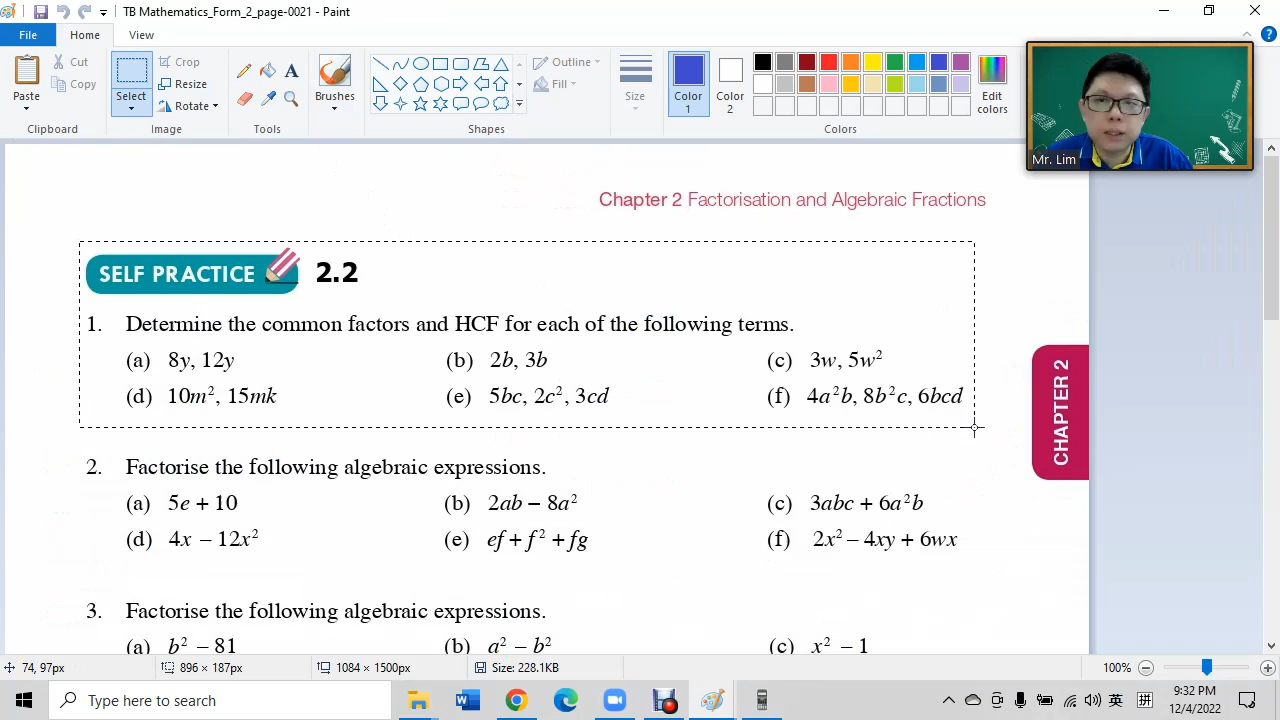 TB Mathematics_Form_2_page-0021 - Paint
File Home View
Paste
Cut
Copy
Clipboard
Select
Crop
Resize
Rotate
Image
Tools
Brushes
Shapes
Outline
Fill
Size
Color 1
Color 2
Edit colors
Colors
Mr. Lim
Chapter 2 Factorisation and Algebraic Fractions
SELF PRACTICE 2.2
1. Determine the common factors and HCF for each of the following terms.
(a) 8y, 12y (b) 2b, 3b (c) 3w, 5w²
(d) 10m², 15mk (e) 5bc, 2c², 3cd (f) 4a²b, 8b²c, 6bcd
CHAPTER 2
2. Factorise the following algebraic expressions.
(a) 5e + 10 (b) 2ab − 8a² (c) 3abc + 6a²b
(d) 4x − 12x² (e) ef + f² + fg (f) 2x² − 4xy + 6wx
3. Factorise the following algebraic expressions.
(a) b² − 81 (b) a² − b² (c) x² − 1
74, 97px 896 × 187px 1084 × 1500px Size: 228.1KB 100%
Type here to search
英 拼
9:32 PM
12/4/2022